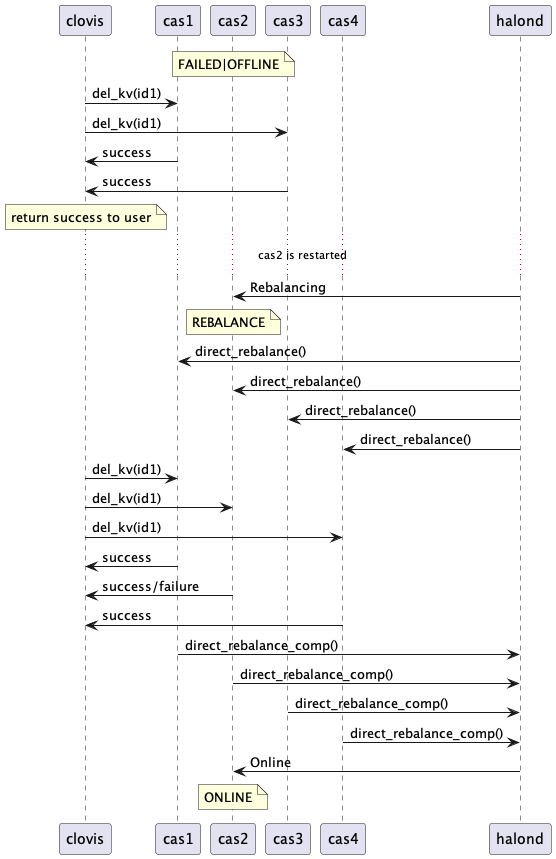 clovis cas1 cas2 cas3 cas4 halond
FAILED|OFFLINE
del_kv(id1)
del_kv(id1)
success
success
return success to user
cas2 is restarted
Rebalancing
REBALANCE
direct_rebalance()
direct_rebalance()
direct_rebalance()
direct_rebalance()
del_kv(id1)
del_kv(id1)
del_kv(id1)
success
success/failure
success
direct_rebalance_comp()
direct_rebalance_comp()
direct_rebalance_comp()
direct_rebalance_comp()
Online
ONLINE
clovis cas1 cas2 cas3 cas4 halond